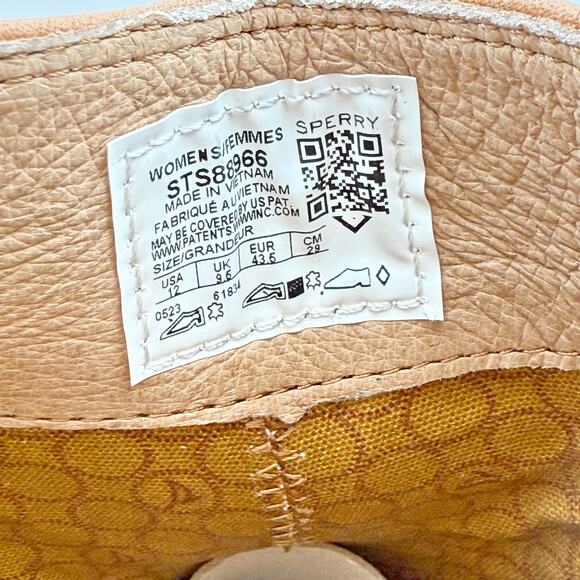 WOMENS/FEMMES
SPERRY
STS88966
MADE IN VIETNAM
FABRIQUÉ AU VIETNAM
MAY BE COVERED BY US PAT.
WWW.PATENTS.WWWINC.COM
SIZE/GRANDEUR
USA UK EUR CM
12 9.5 43.5 29
0523 61834